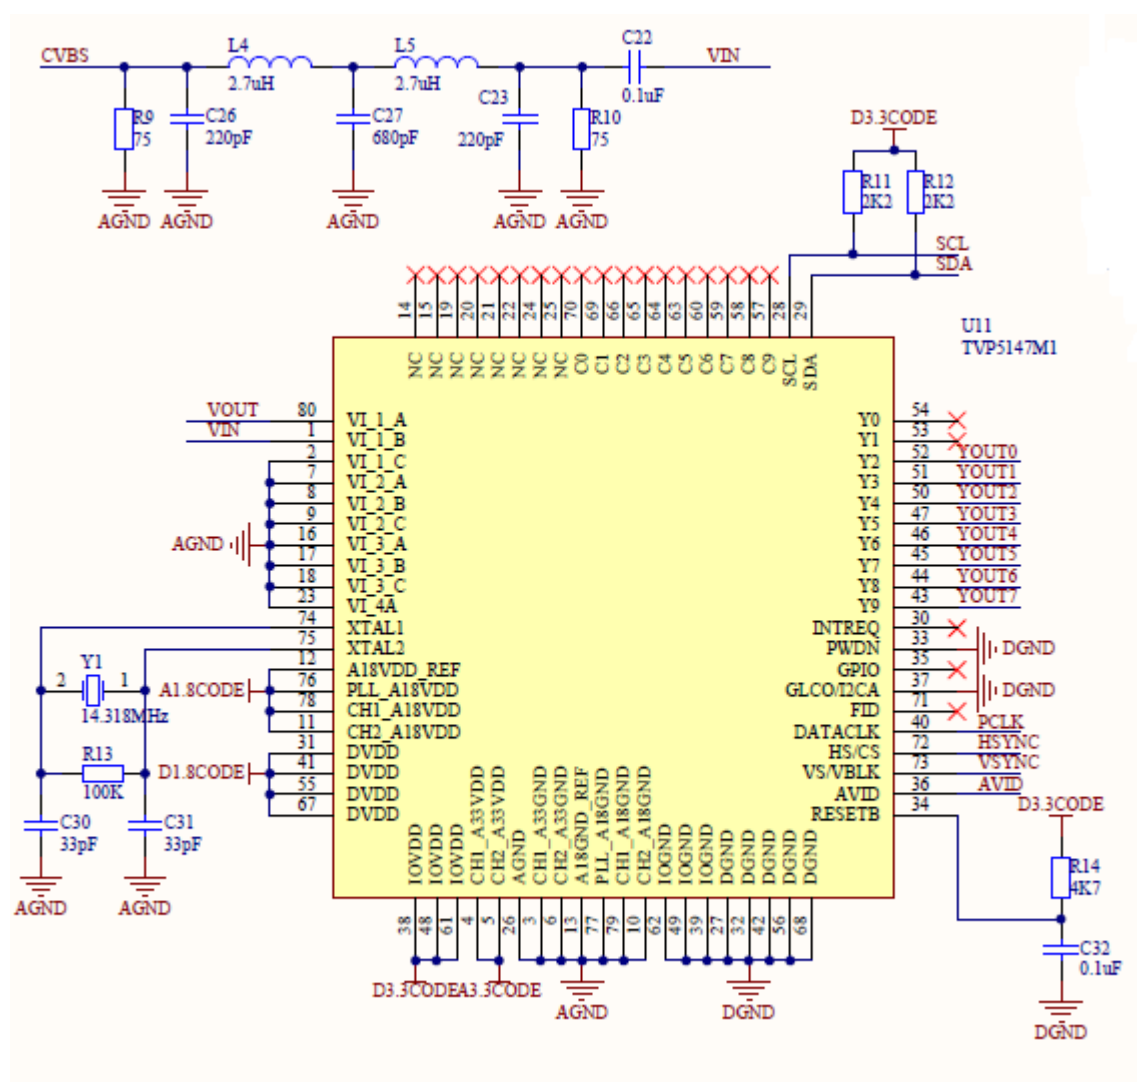 CVBS
L4
2.7uH
L5
2.7uH
C22
0.1uF
VIN
R9
75
C26
220pF
C27
680pF
C23
220pF
R10
75
AGND
AGND
AGND
AGND
AGND
D3.3CODE
R11
2K2
R12
2K2
SCL
SDA
14 15 19 20 21 22 24 25 70 69 66 65 64 63 60 59 58 57 28 29
NC NC NC NC NC NC NC NC C0 C1 C2 C3 C4 C5 C6 C7 C8 C9 SCL SDA
U11
TVP5147M1
VOUT 80 VI_1_A
VIN 1 VI_1_B
2 VI_1_C
7 VI_2_A
8 VI_2_B
9 VI_2_C
AGND 16 VI_3_A
17 VI_3_B
18 VI_3_C
23 VI_4A
74 XTAL1
75 XTAL2
12 A18VDD_REF
A1.8CODE 76 PLL_A18VDD
78 CH1_A18VDD
11 CH2_A18VDD
31 DVDD
D1.8CODE 41 DVDD
55 DVDD
67 DVDD
Y1
2 1
14.318MHz
R13
100K
C30
33pF
C31
33pF
AGND
AGND
Y0 54
Y1 53
Y2 52 YOUT0
Y3 51 YOUT1
Y4 50 YOUT2
Y5 47 YOUT3
Y6 46 YOUT4
Y7 45 YOUT5
Y8 44 YOUT6
Y9 43 YOUT7
INTREQ 30
PWDN 33 DGND
GPIO 35
GLCO/I2CA 37 DGND
FID 71
DATACLK 40 PCLK
HS/CS 72 HSYNC
VS/VBLK 73 VSYNC
AVID 36 AVID
RESETB 34
D3.3CODE
R14
4K7
C32
0.1uF
DGND
IOVDD IOVDD IOVDD CH1_A33VDD CH2_A33VDD AGND CH1_A33GND CH2_A33GND A18GND_REF PLL_A18GND CH1_A18GND CH2_A18GND IOGND IOGND IOGND DGND DGND DGND DGND DGND
38 48 61 4 5 26 3 6 13 77 79 10 62 49 39 27 32 42 56 68
D3.3CODE A3.3CODE
AGND
DGND